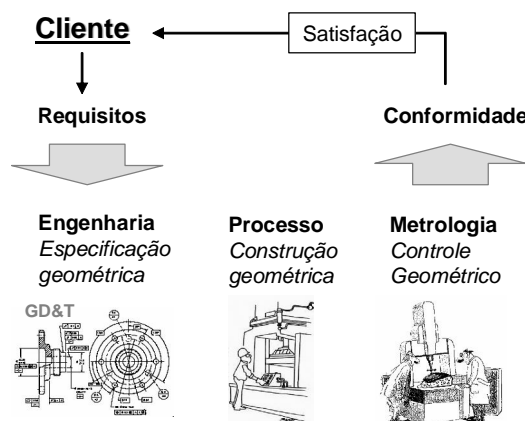 Cliente
Satisfação
Requisitos
Conformidade
Engenharia
Especificação
geométrica
Processo
Construção
geométrica
Metrologia
Controle
Geométrico
GD&T